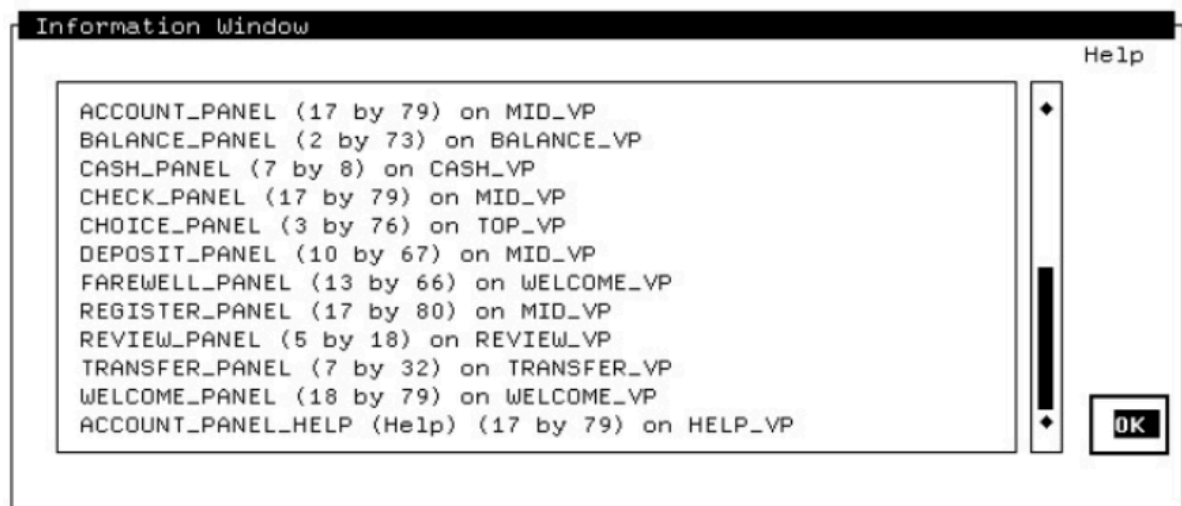 Information Window
Help
ACCOUNT_PANEL (17 by 79) on MID_VP
BALANCE_PANEL (2 by 73) on BALANCE_VP
CASH_PANEL (7 by 8) on CASH_VP
CHECK_PANEL (17 by 79) on MID_VP
CHOICE_PANEL (3 by 76) on TOP_VP
DEPOSIT_PANEL (10 by 67) on MID_VP
FAREWELL_PANEL (13 by 66) on WELCOME_VP
REGISTER_PANEL (17 by 80) on MID_VP
REVIEW_PANEL (5 by 18) on REVIEW_VP
TRANSFER_PANEL (7 by 32) on TRANSFER_VP
WELCOME_PANEL (18 by 79) on WELCOME_VP
ACCOUNT_PANEL_HELP (Help) (17 by 79) on HELP_VP
OK